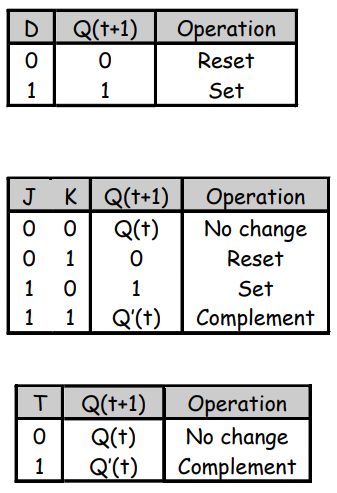 D Q(t+1) Operation
0 0 Reset
1 1 Set
J K Q(t+1) Operation
0 0 Q(t) No change
0 1 0 Reset
1 0 1 Set
1 1 Q’(t) Complement
T Q(t+1) Operation
0 Q(t) No change
1 Q’(t) Complement